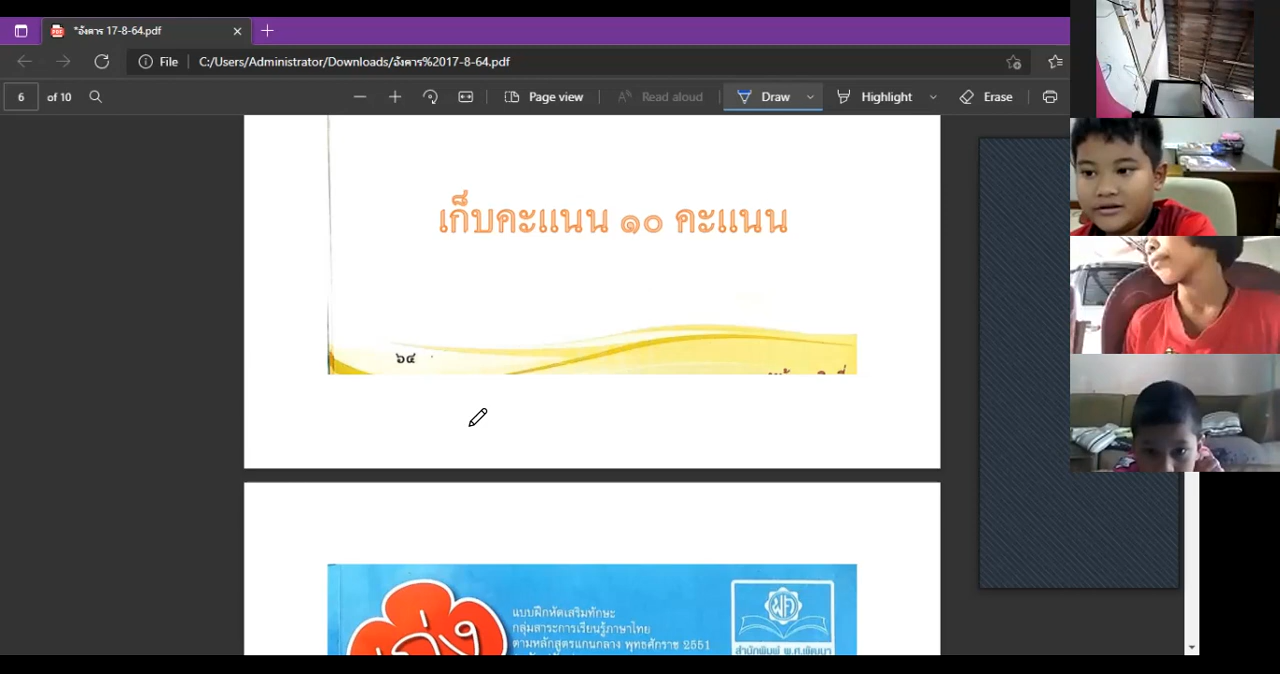 *อังคาร 17-8-64.pdf
File
C:/Users/Administrator/Downloads/อังคาร%2017-8-64.pdf
6 of 10
Page view
Read aloud
Draw
Highlight
Erase
เก็บคะแนน ๑๐ คะแนน
๖๔
แบบฝึกหัดเสริมทักษะ
กลุ่มสาระการเรียนรู้ภาษาไทย
ตามหลักสูตรแกนกลาง พุทธศักราช 2551
สำนักพิมพ์ พ.ศ.พัฒนา